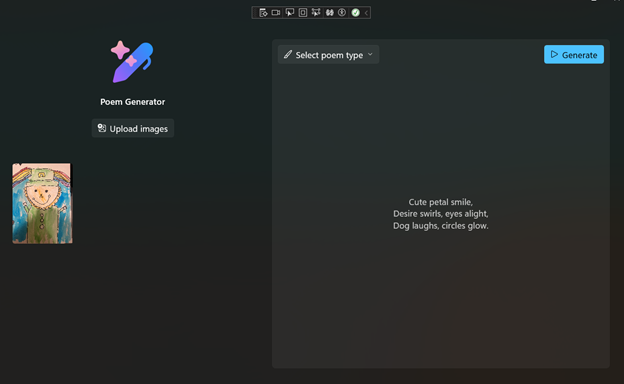 Select poem type
Generate
Poem Generator
Upload images
Cute petal smile,
Desire swirls, eyes alight,
Dog laughs, circles glow.